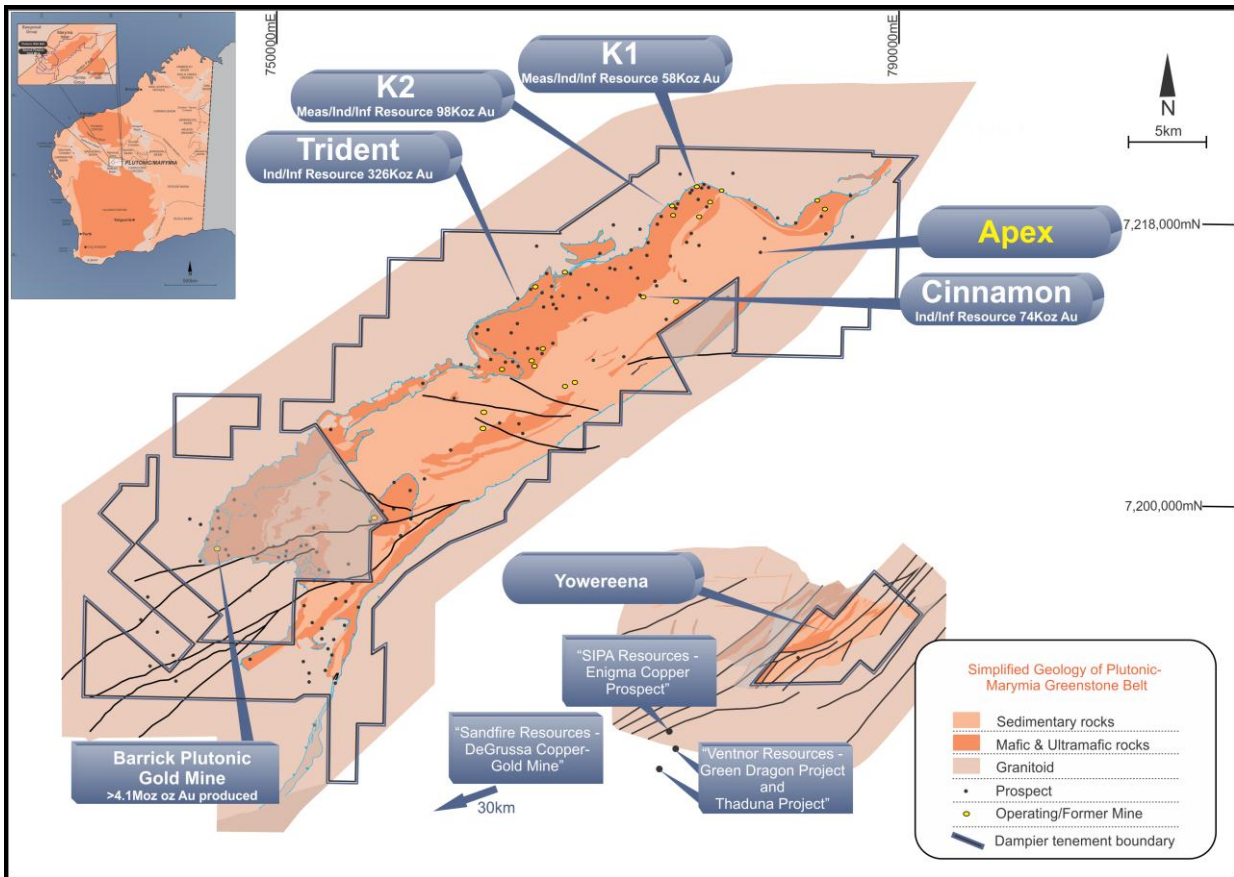 750000mE
790000mE
K1
Meas/Ind/Inf Resource 58Koz Au
K2
Meas/Ind/Inf Resource 98Koz Au
Trident
Ind/Inf Resource 326Koz Au
N
5km
Apex
7,218,000mN
Cinnamon
Ind/Inf Resource 74Koz Au
PLUTONIC/MARYMIA
Perth
7,200,000mN
Yowereena
"SIPA Resources -
Enigma Copper
Prospect"
"Sandfire Resources -
DeGrussa Copper-
Gold Mine"
"Ventnor Resources -
Green Dragon Project
and
Thaduna Project"
30km
Barrick Plutonic
Gold Mine
>4.1Moz oz Au produced
Simplified Geology of Plutonic-
Marymia Greenstone Belt
Sedimentary rocks
Mafic & Ultramafic rocks
Granitoid
Prospect
Operating/Former Mine
Dampier tenement boundary